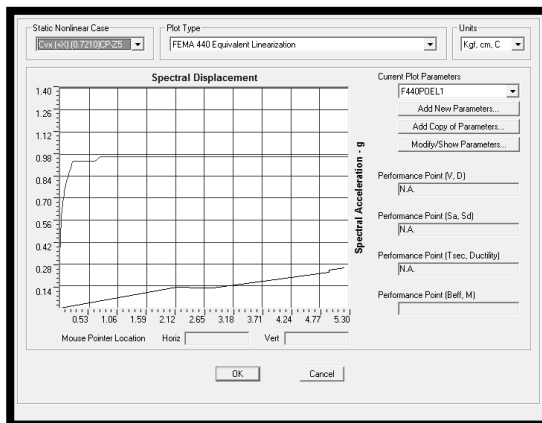 Static Nonlinear Case
Cvx (+X) (0.7210)CP-Z5
Plot Type
FEMA 440 Equivalent Linearization
Units
Kgf, cm, C
Spectral Displacement
1.40
1.26
1.12
0.98
0.84
0.70
0.56
0.42
0.28
0.14
0.53 1.06 1.59 2.12 2.65 3.18 3.71 4.24 4.77 5.30
Spectral Acceleration - g
Mouse Pointer Location Horiz Vert
Current Plot Parameters
F440POEL1
Add New Parameters...
Add Copy of Parameters...
Modify/Show Parameters...
Performance Point (V, D)
N.A.
Performance Point (Sa, Sd)
N.A.
Performance Point (Tsec, Ductility)
N.A.
Performance Point (Beff, M)
OK
Cancel